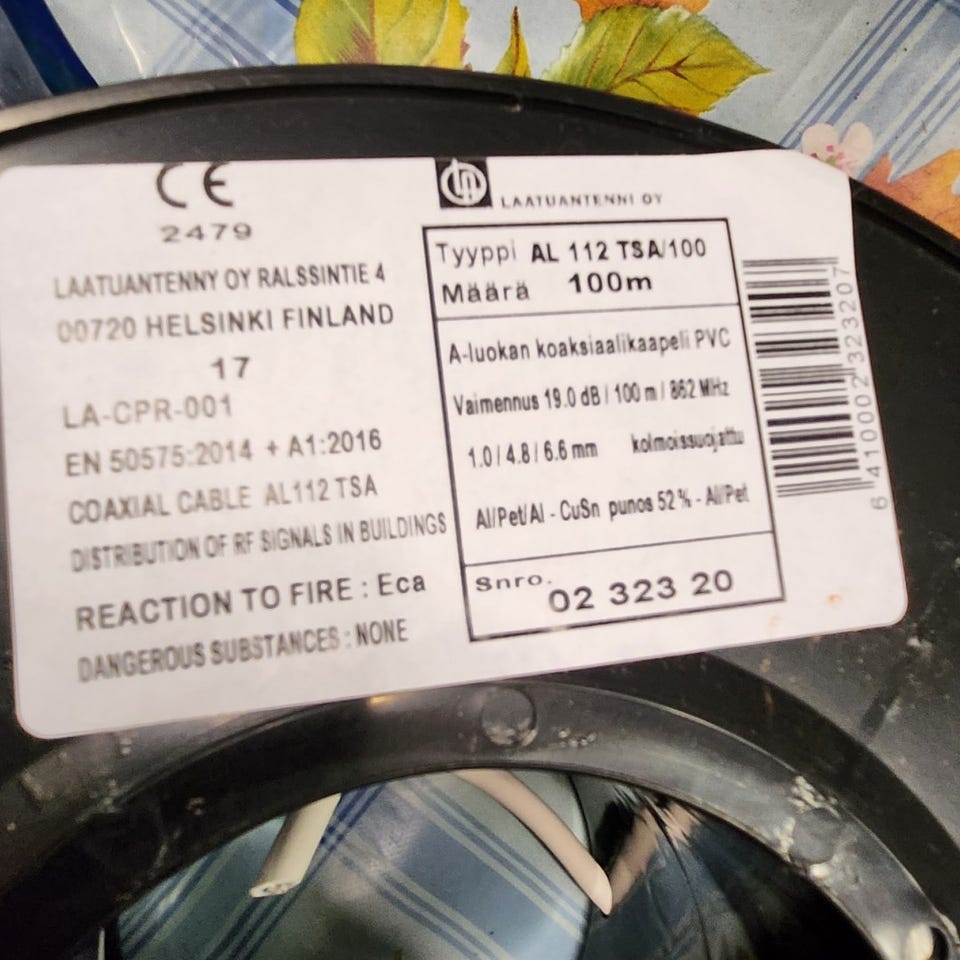 CE
2479
LAATUANTENNY OY RALSSINTIE 4
00720 HELSINKI FINLAND
17
LA-CPR-001
EN 50575:2014 + A1:2016
COAXIAL CABLE AL112 TSA
DISTRIBUTION OF RF SIGNALS IN BUILDINGS
REACTION TO FIRE : Eca
DANGEROUS SUBSTANCES : NONE
LA LAATUANTENNI OY
Tyyppi AL 112 TSA/100
Määrä 100m
A-luokan koaksiaalikaapeli PVC
Vaimennus 19.0 dB / 100 m / 862 MHz
1.0 / 4.8 / 6.6 mm kolmoissuojattu
Al/Pet/Al - CuSn punos 52 % - Al/Pet
Snro. 02 323 20
6 410002 323207